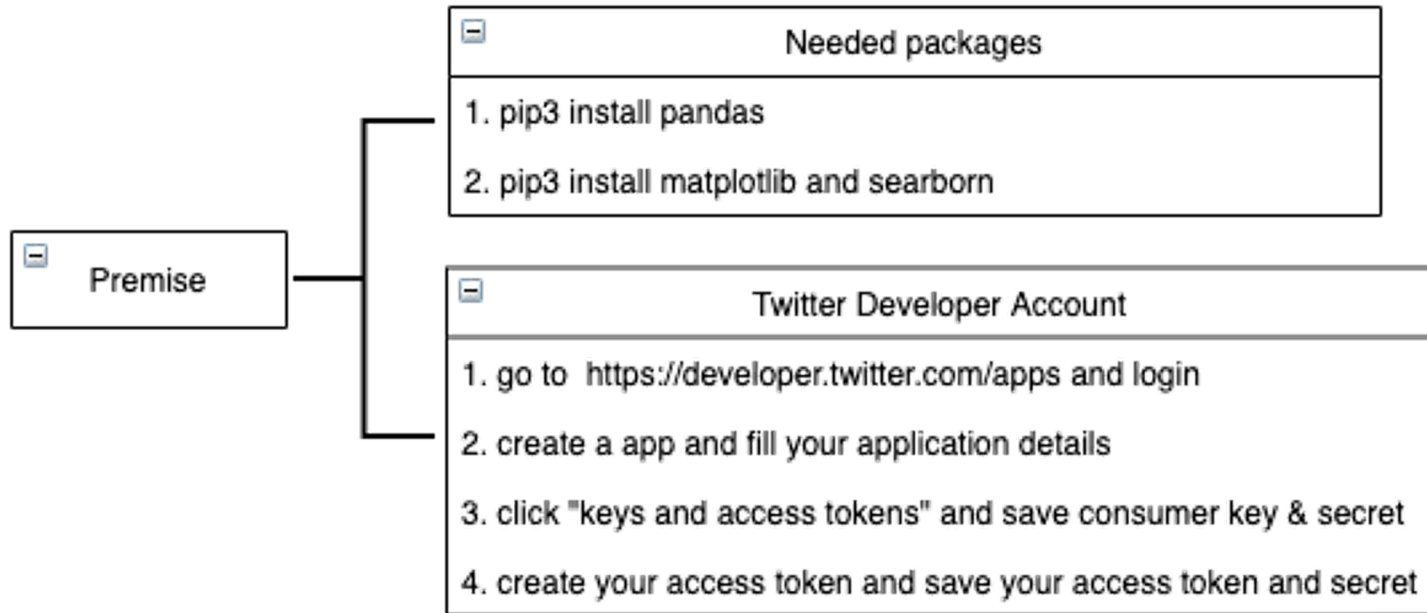 Needed packages
1. pip3 install pandas
2. pip3 install matplotlib and searborn
Premise
Twitter Developer Account
1. go to  https://developer.twitter.com/apps and login
2. create a app and fill your application details
3. click "keys and access tokens" and save consumer key & secret
4. create your access token and save your access token and secret